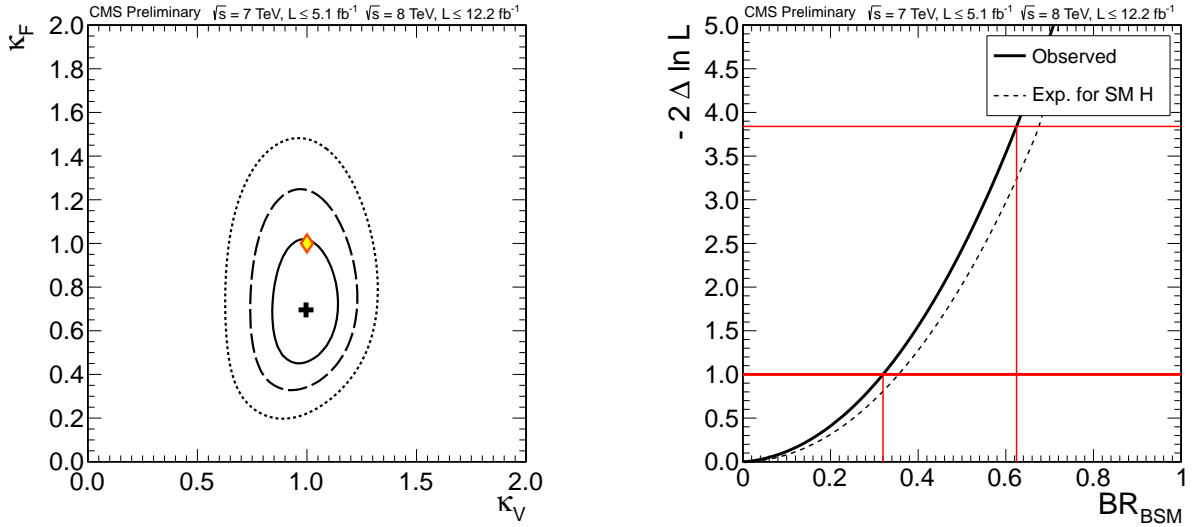 CMS Preliminary √s = 7 TeV, L ≤ 5.1 fb⁻¹ √s = 8 TeV, L ≤ 12.2 fb⁻¹
κ_F
2.0
1.8
1.6
1.4
1.2
1.0
0.8
0.6
0.4
0.2
0.0
0.0 0.5 1.0 1.5 2.0
κ_V
CMS Preliminary √s = 7 TeV, L ≤ 5.1 fb⁻¹ √s = 8 TeV, L ≤ 12.2 fb⁻¹
- 2 Δ ln L
5.0
4.5
4.0
3.5
3.0
2.5
2.0
1.5
1.0
0.5
0.0
Observed
Exp. for SM H
0 0.2 0.4 0.6 0.8 1
BR_BSM